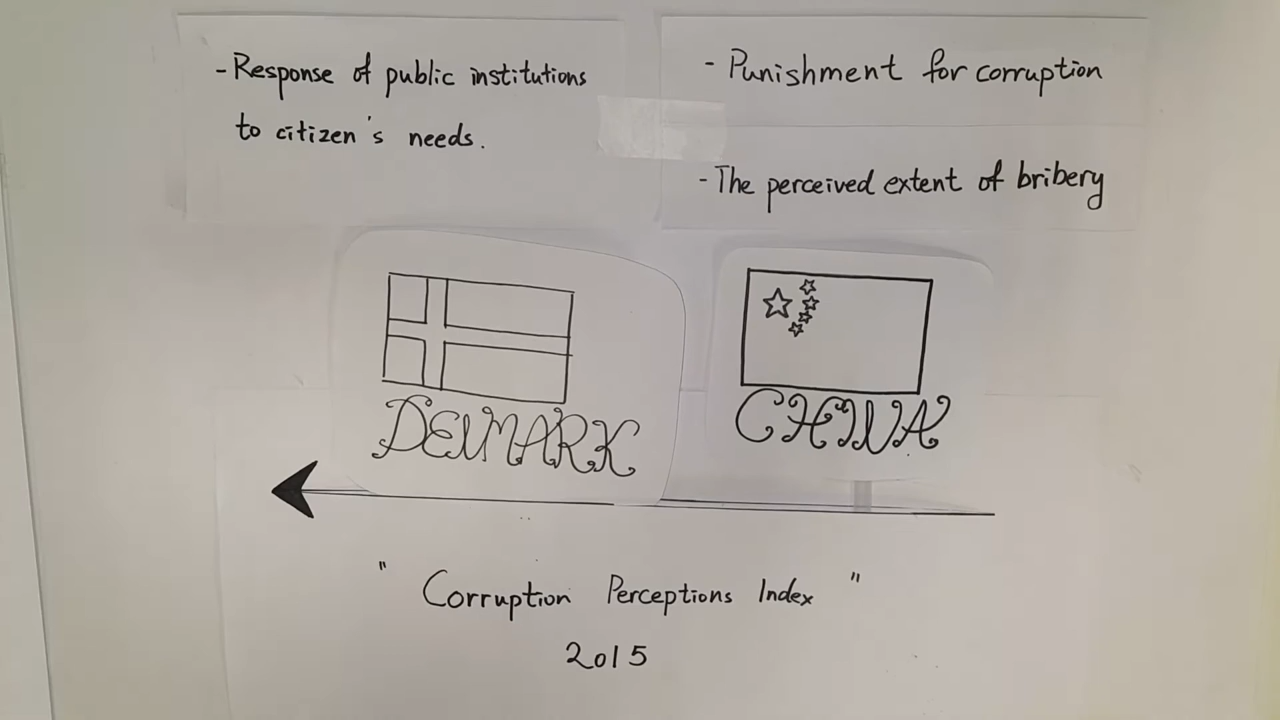 - Response of public institutions
to citizen's needs.
- Punishment for corruption
- The perceived extent of bribery
DENMARK
CHINA
" Corruption Perceptions Index "
2015